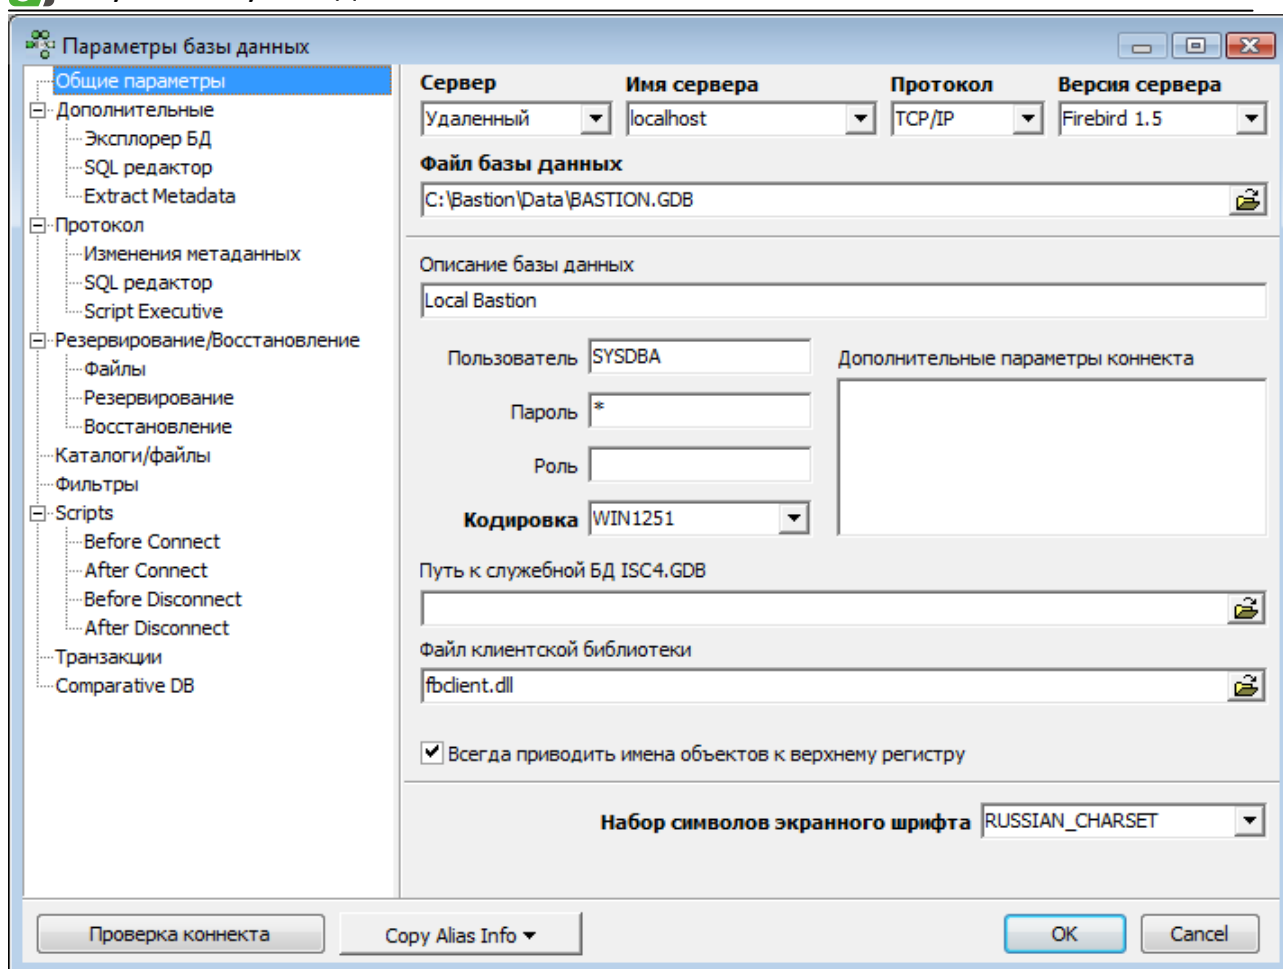 Параметры базы данных
Общие параметры
Дополнительные
Эксплорер БД
SQL редактор
Extract Metadata
Протокол
Изменения метаданных
SQL редактор
Script Executive
Резервирование/Восстановление
Файлы
Резервирование
Восстановление
Каталоги/файлы
Фильтры
Scripts
Before Connect
After Connect
Before Disconnect
After Disconnect
Транзакции
Comparative DB
Сервер Имя сервера Протокол Версия сервера
Удаленный localhost TCP/IP Firebird 1.5
Файл базы данных
C:\Bastion\Data\BASTION.GDB
Описание базы данных
Local Bastion
Пользователь SYSDBA Дополнительные параметры коннекта
Пароль *
Роль
Кодировка WIN1251
Путь к служебной БД ISC4.GDB
Файл клиентской библиотеки
fbclient.dll
Всегда приводить имена объектов к верхнему регистру
Набор символов экранного шрифта RUSSIAN_CHARSET
Проверка коннекта Copy Alias Info OK Cancel